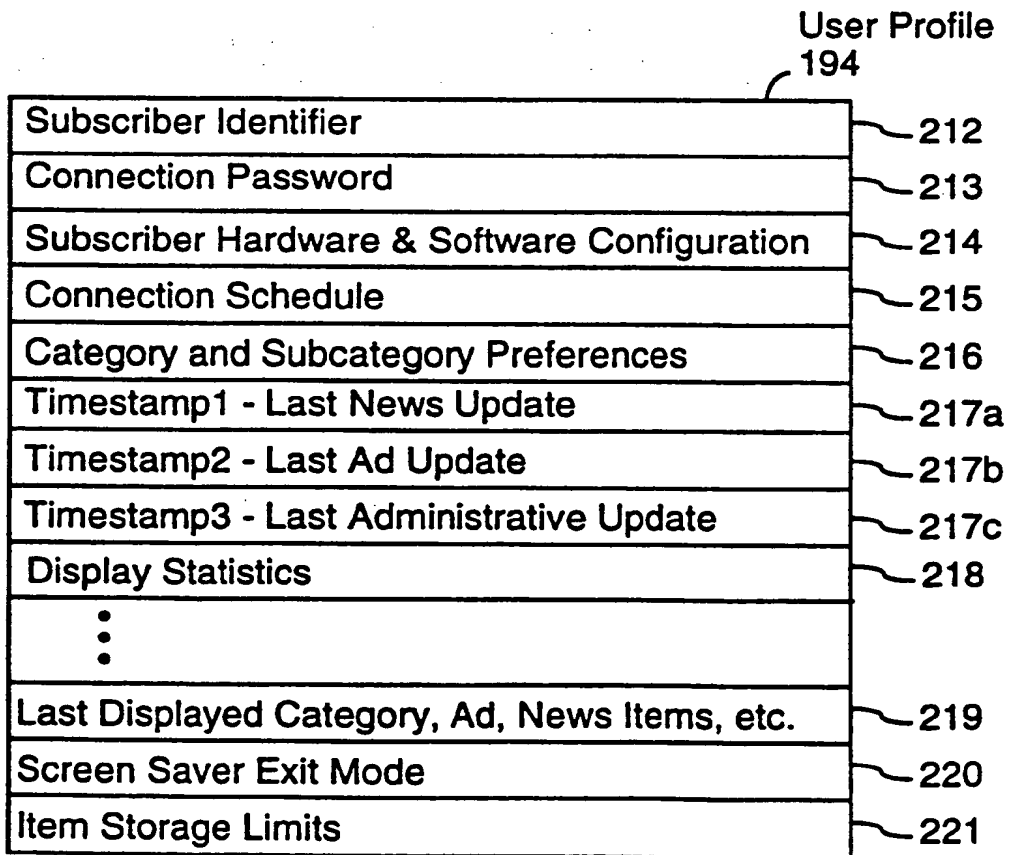 User Profile
194
Subscriber Identifier 212
Connection Password 213
Subscriber Hardware & Software Configuration 214
Connection Schedule 215
Category and Subcategory Preferences 216
Timestamp1 - Last News Update 217a
Timestamp2 - Last Ad Update 217b
Timestamp3 - Last Administrative Update 217c
Display Statistics 218
Last Displayed Category, Ad, News Items, etc. 219
Screen Saver Exit Mode 220
Item Storage Limits 221